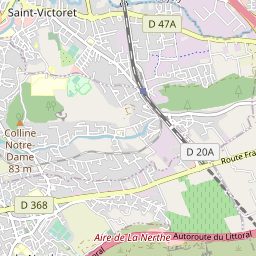 Saint-Victoret
D 47A
Colline
Notre
Dame
83 m
D 20A
Route Fra
D 368
Aire de La Nerthe
Autoroute du Littoral